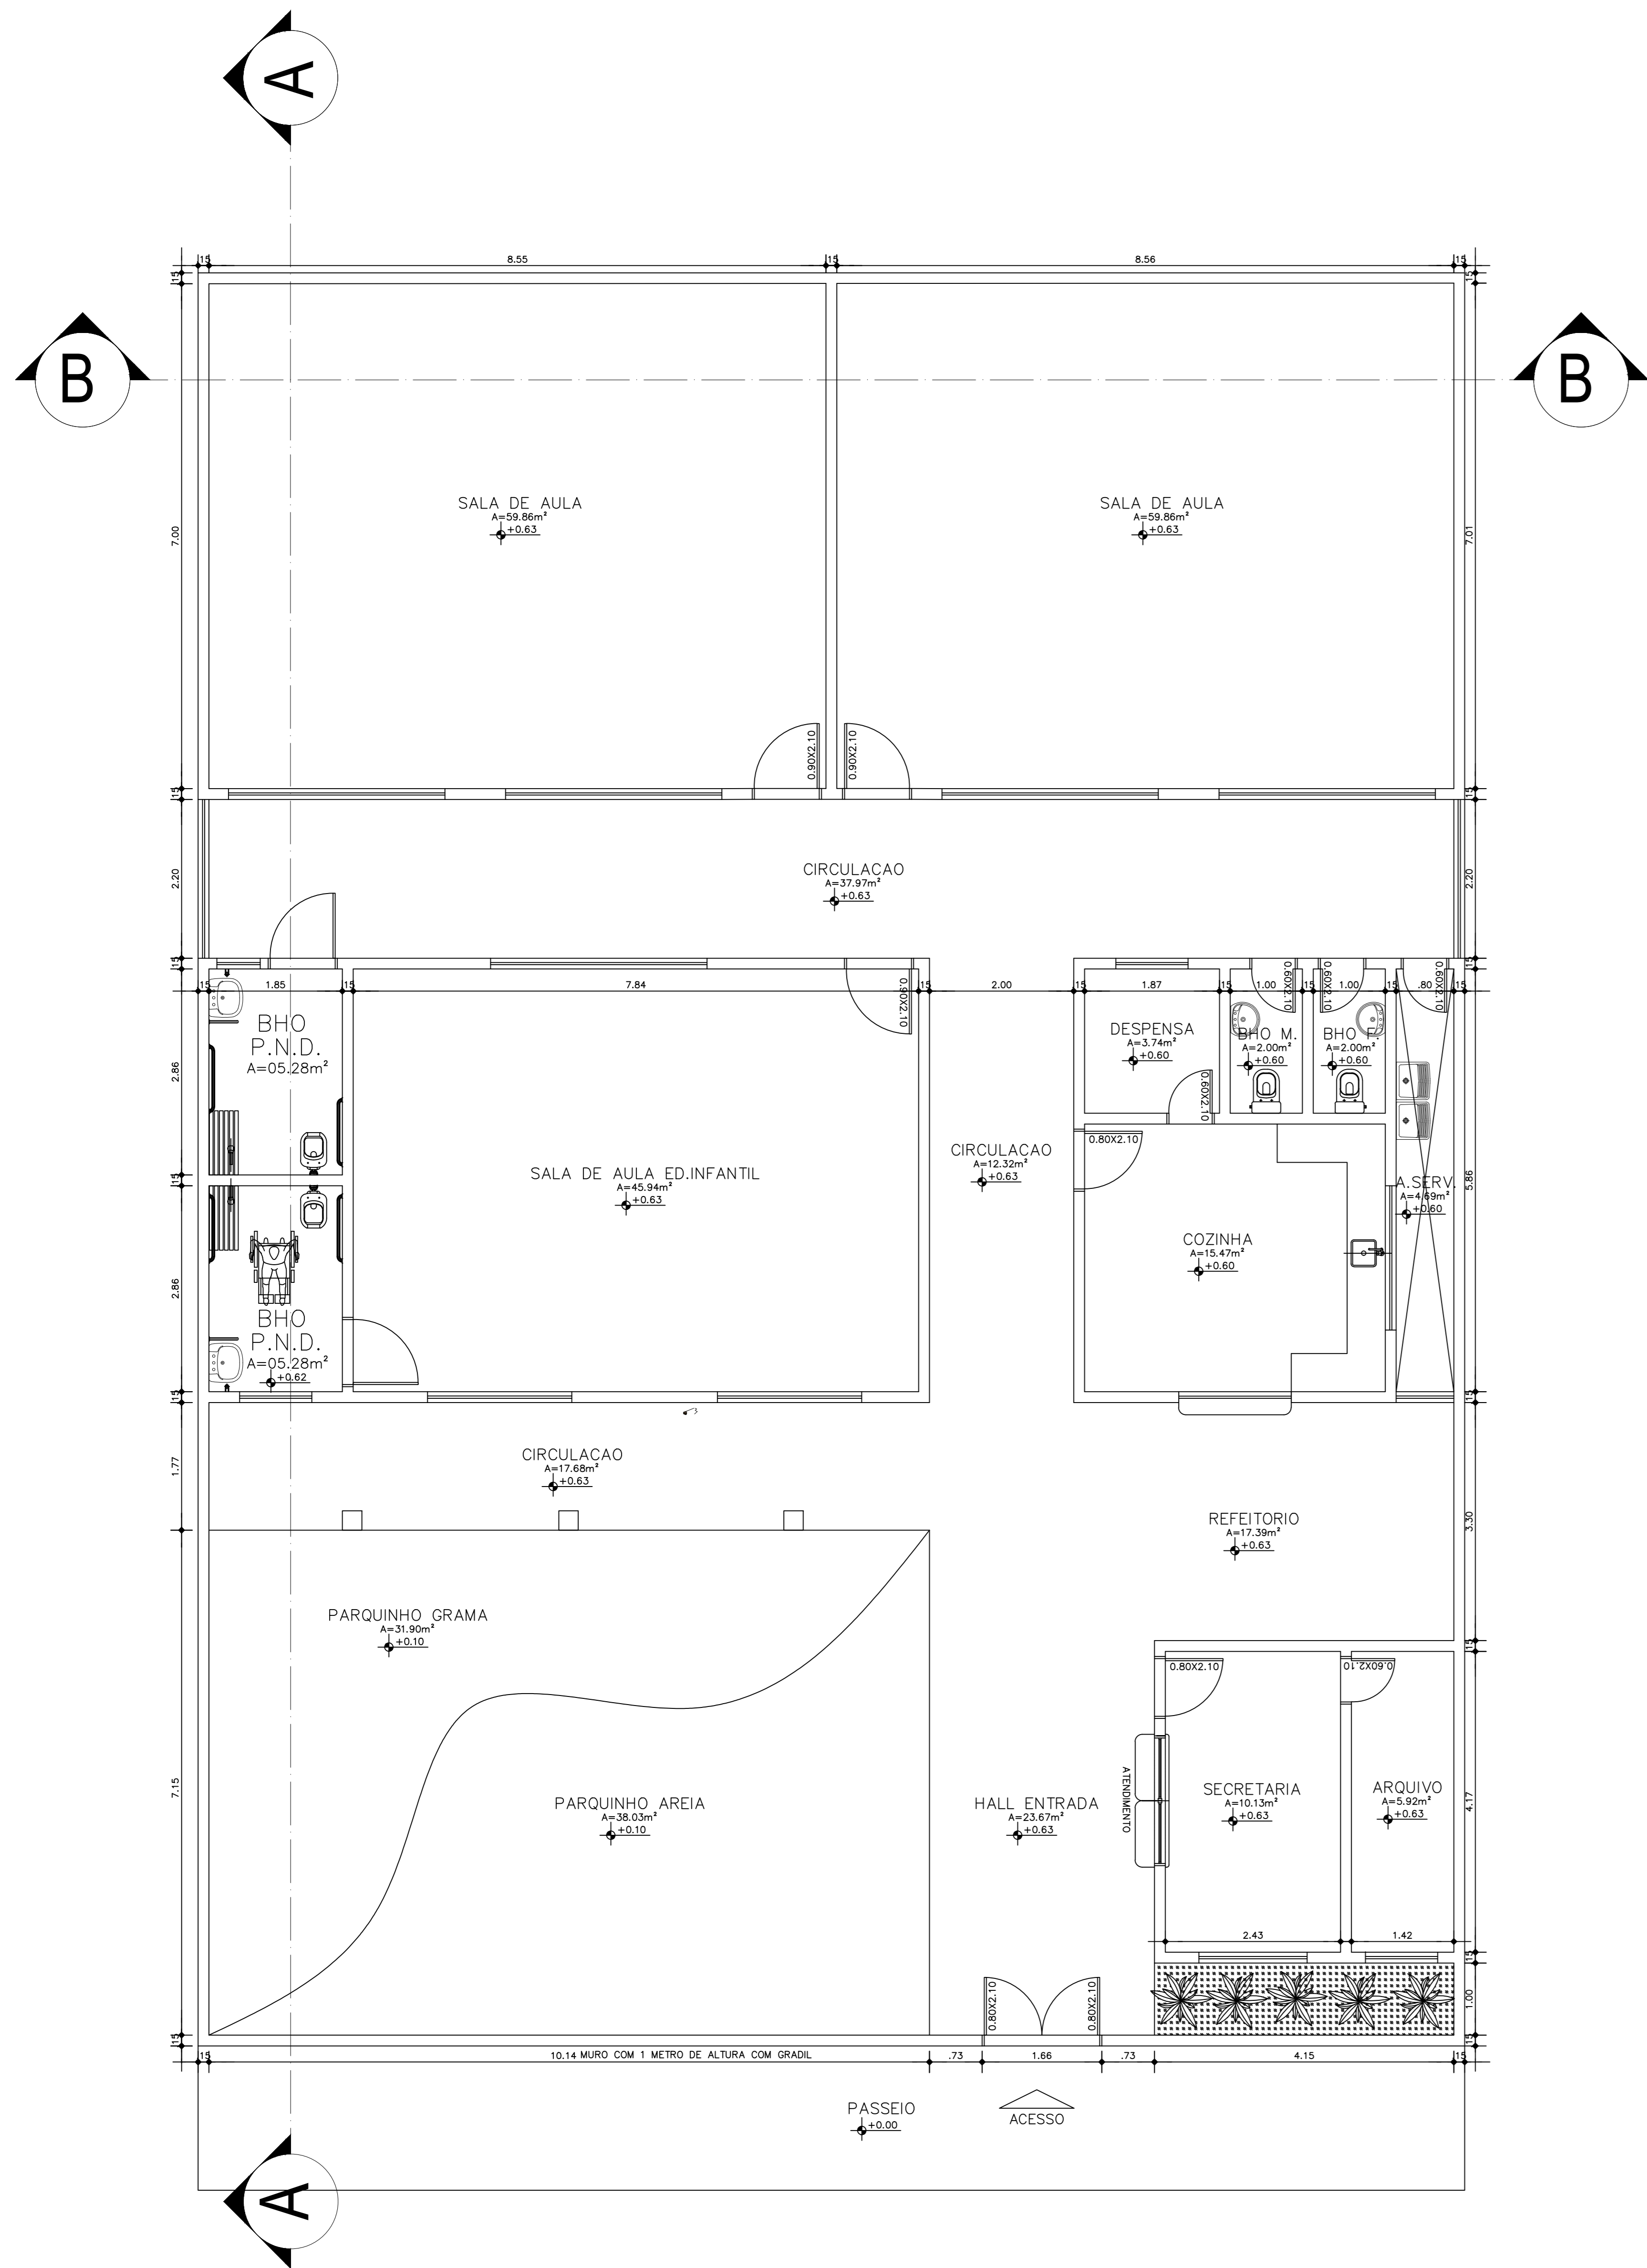 A
15
8.55
15
8.56
15
15
15
B
B
SALA DE AULA
A=59.86m²
+0.63
SALA DE AULA
A=59.86m²
+0.63
7.00
7.01
0.90X2.10
0.90X2.10
15
15
CIRCULACAO
A=37.97m²
+0.63
2.20
2.20
15
15
15
1.85
15
7.84
15
2.00
15
1.87
15
1.00
15
1.00
15
.80
15
0.90X2.10
0.60X2.10
0.60X2.10
0.60X2.10
BHO
P.N.D.
A=05.28m²
2.86
DESPENSA
A=3.74m²
+0.60
BHO M.
A=2.00m²
+0.60
BHO F.
A=2.00m²
+0.60
0.60X2.10
0.80X2.10
CIRCULACAO
A=12.32m²
+0.63
SALA DE AULA ED.INFANTIL
A=45.94m²
+0.63
15
A.SERV.
A=4.69m²
+0.60
5.86
COZINHA
A=15.47m²
+0.60
2.86
BHO
P.N.D.
A=05.28m²
+0.62
15
15
CIRCULACAO
A=17.68m²
+0.63
1.77
REFEITORIO
A=17.39m²
+0.63
3.30
PARQUINHO GRAMA
A=31.90m²
+0.10
15
0.80X2.10
0.60X2.10
7.15
PARQUINHO AREIA
A=38.03m²
+0.10
HALL ENTRADA
A=23.67m²
+0.63
ATENDIMENTO
SECRETARIA
A=10.13m²
+0.63
ARQUIVO
A=5.92m²
+0.63
4.17
2.43
1.42
15
0.80X2.10
0.80X2.10
1.00
15
15
15
10.14 MURO COM 1 METRO DE ALTURA COM GRADIL
.73
1.66
.73
4.15
15
PASSEIO
+0.00
ACESSO
A